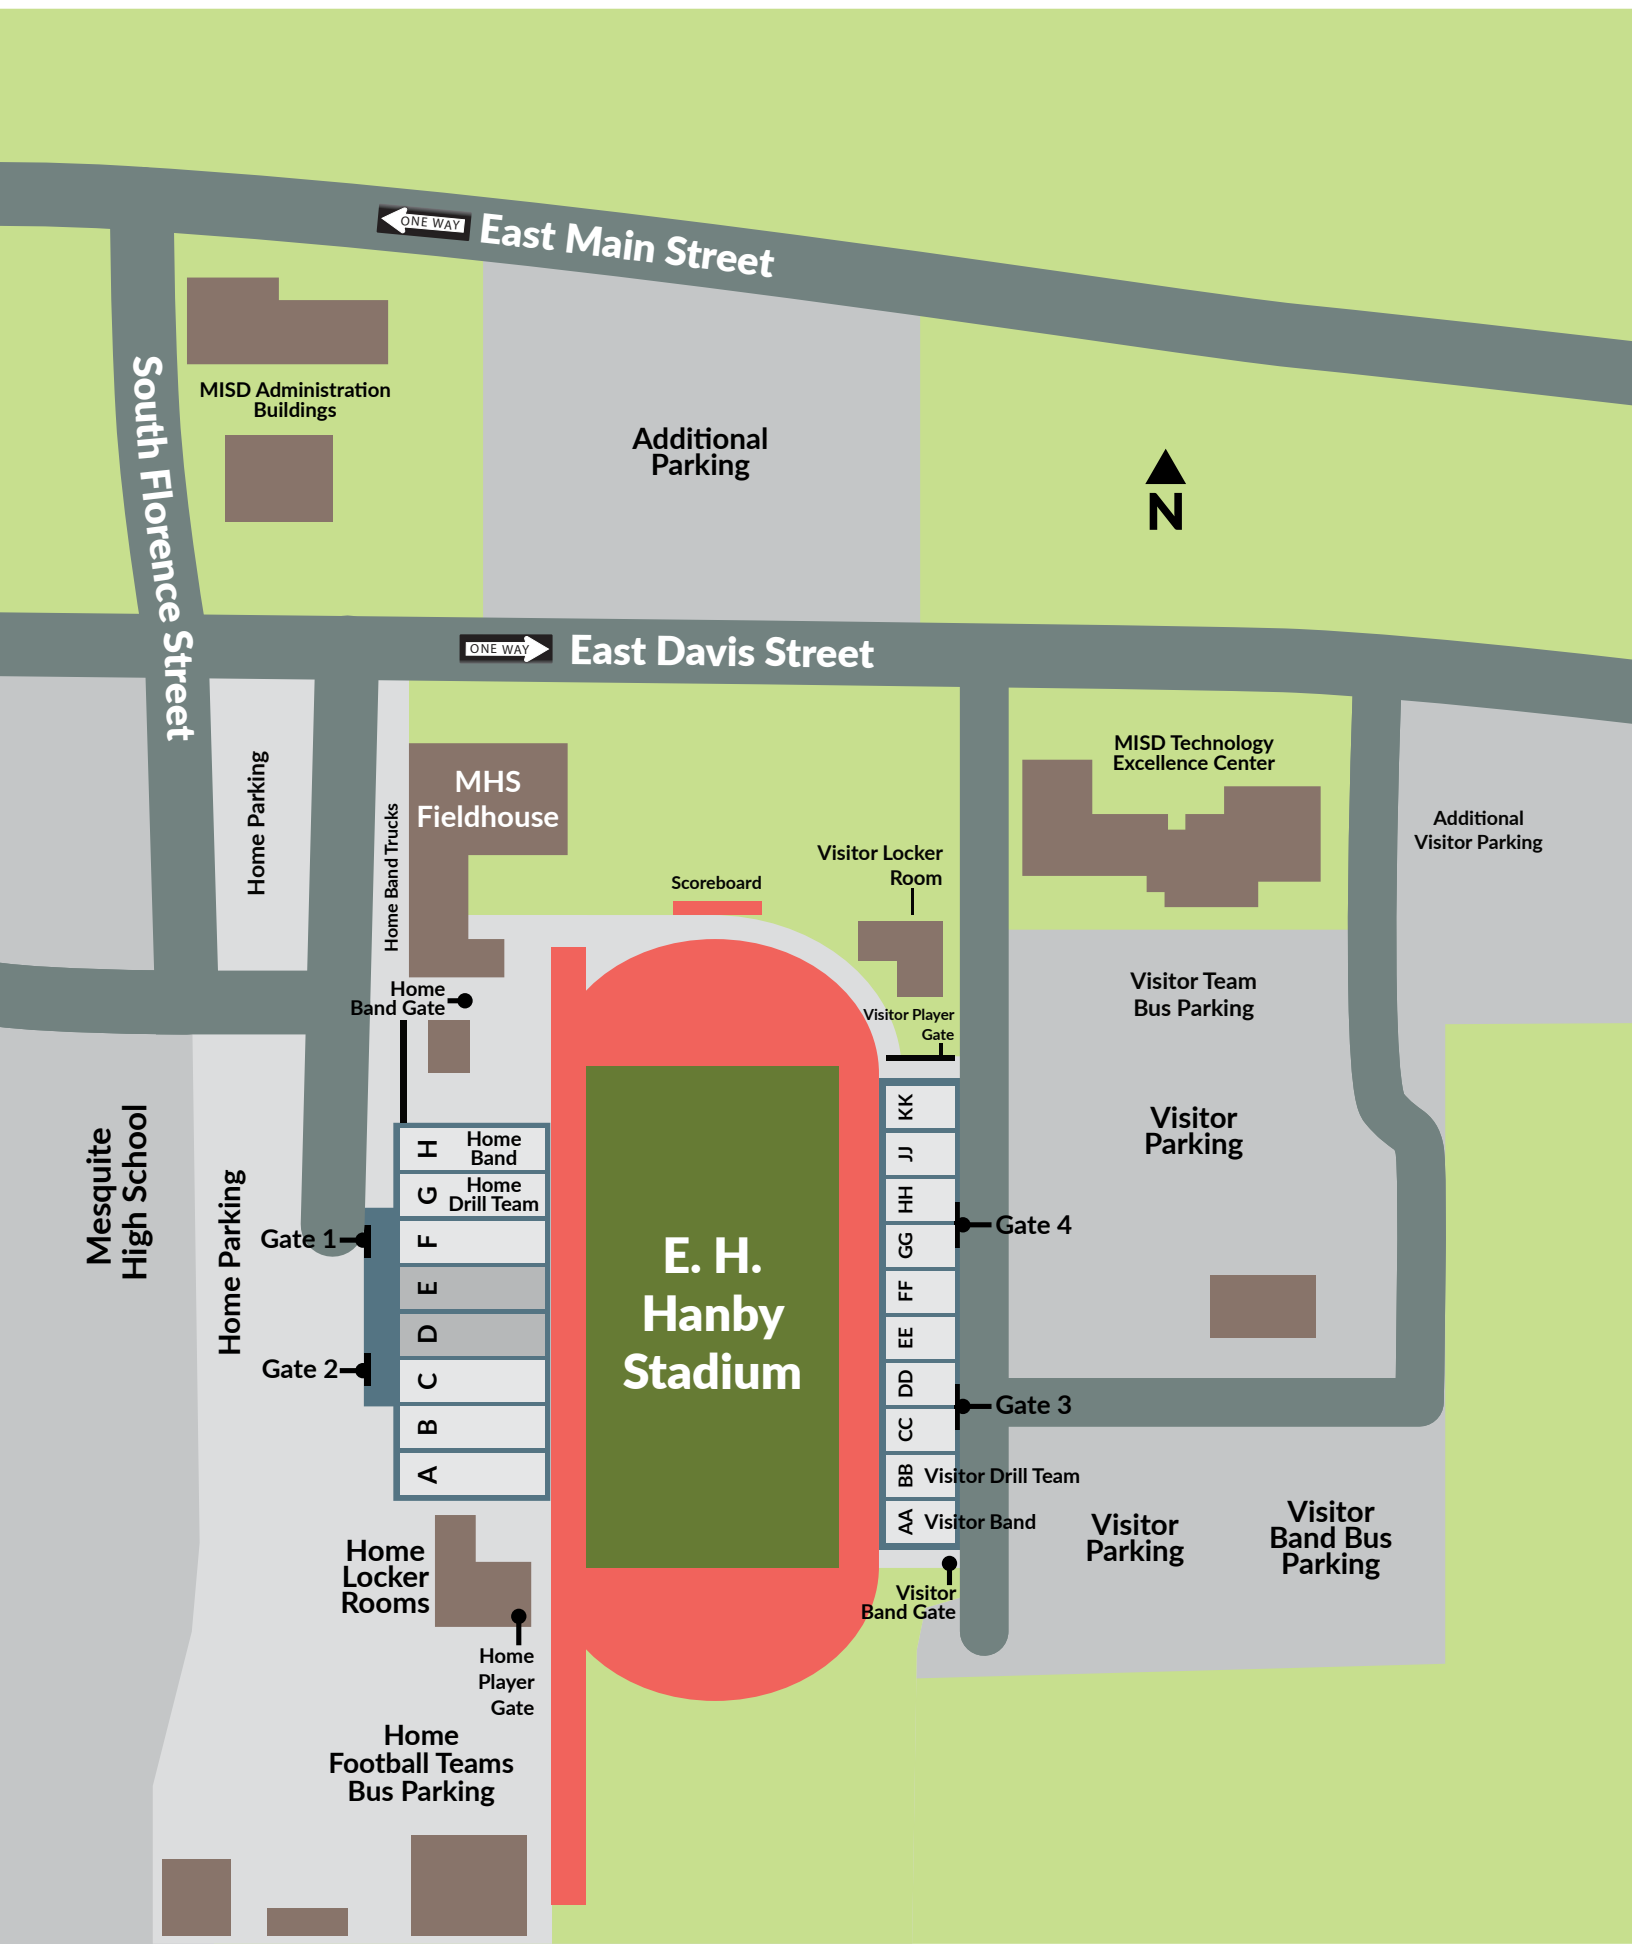 ONE WAY
East Main Street
South Florence Street
MISD Administration
Buildings
Additional
Parking
N
ONE WAY
East Davis Street
Home Parking
Home Band Trucks
MHS
Fieldhouse
MISD Technology
Excellence Center
Additional
Visitor Parking
Scoreboard
Visitor Locker
Room
Home
Band Gate
Visitor Player
Gate
Visitor Team
Bus Parking
Visitor
Parking
Mesquite
High School
Home Parking
Gate 1
Gate 2
H
Home
Band
G
Home
Drill Team
F
E
D
C
B
A
E. H.
Hanby
Stadium
KK
JJ
HH
GG
FF
EE
DD
CC
BB
Visitor Drill Team
AA
Visitor Band
Gate 4
Gate 3
Visitor
Parking
Visitor
Band Bus
Parking
Visitor
Band Gate
Home
Locker
Rooms
Home
Player
Gate
Home
Football Teams
Bus Parking